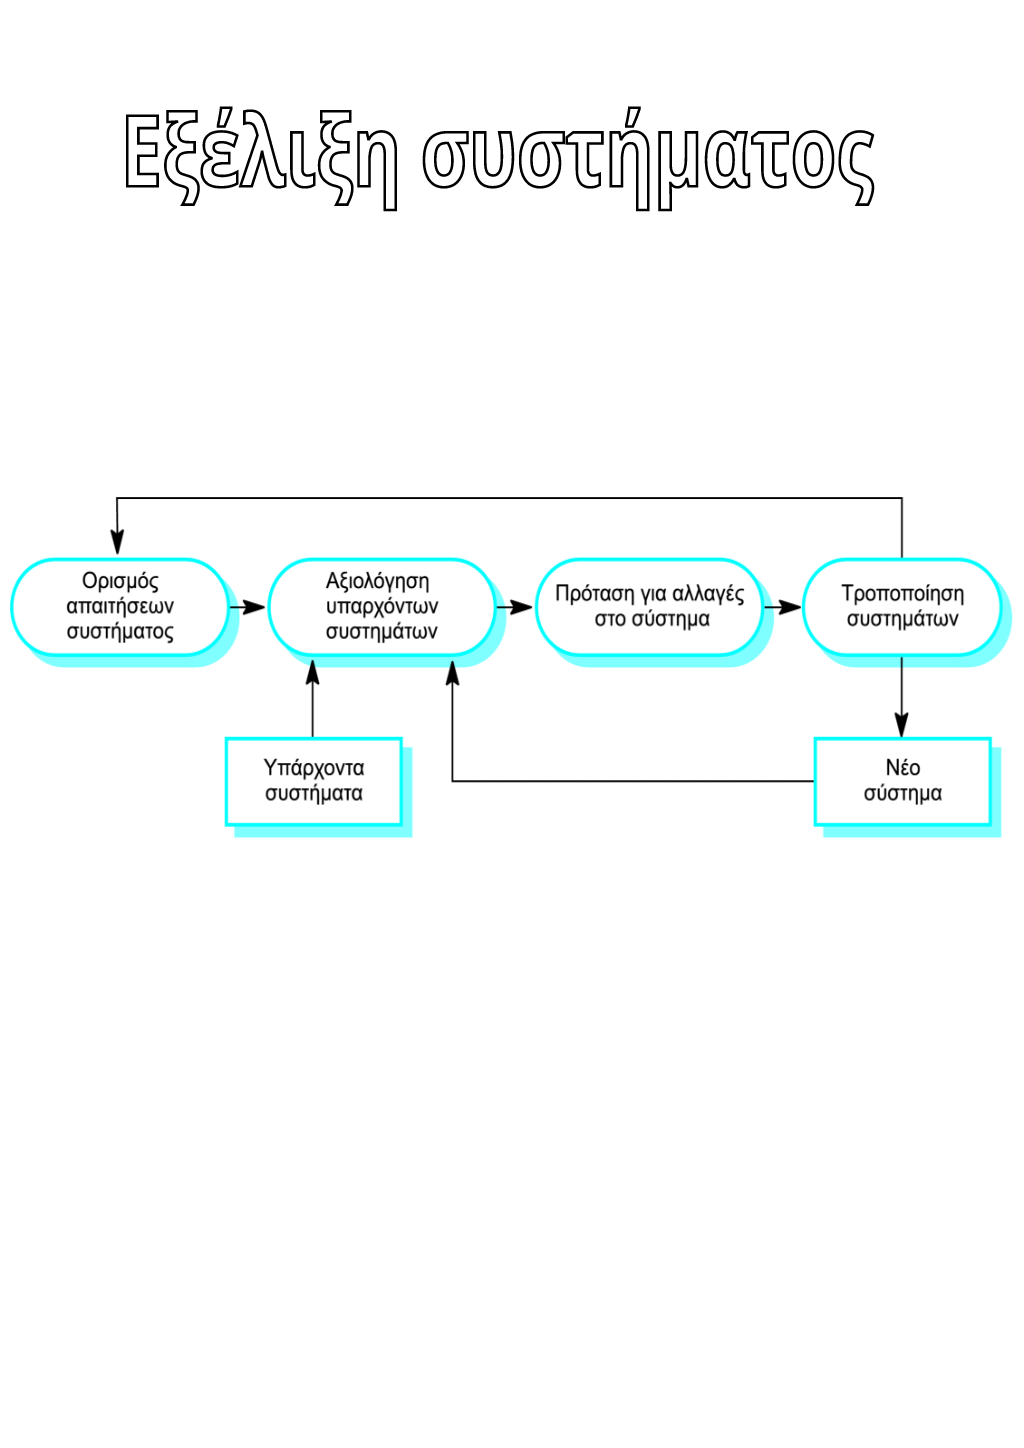 Εξέλιξη συστήματος
Ορισμός
απαιτήσεων
συστήματος
Αξιολόγηση
υπαρχόντων
συστημάτων
Πρόταση για αλλαγές
στο σύστημα
Τροποποίηση
συστημάτων
Υπάρχοντα
συστήματα
Νέο
σύστημα